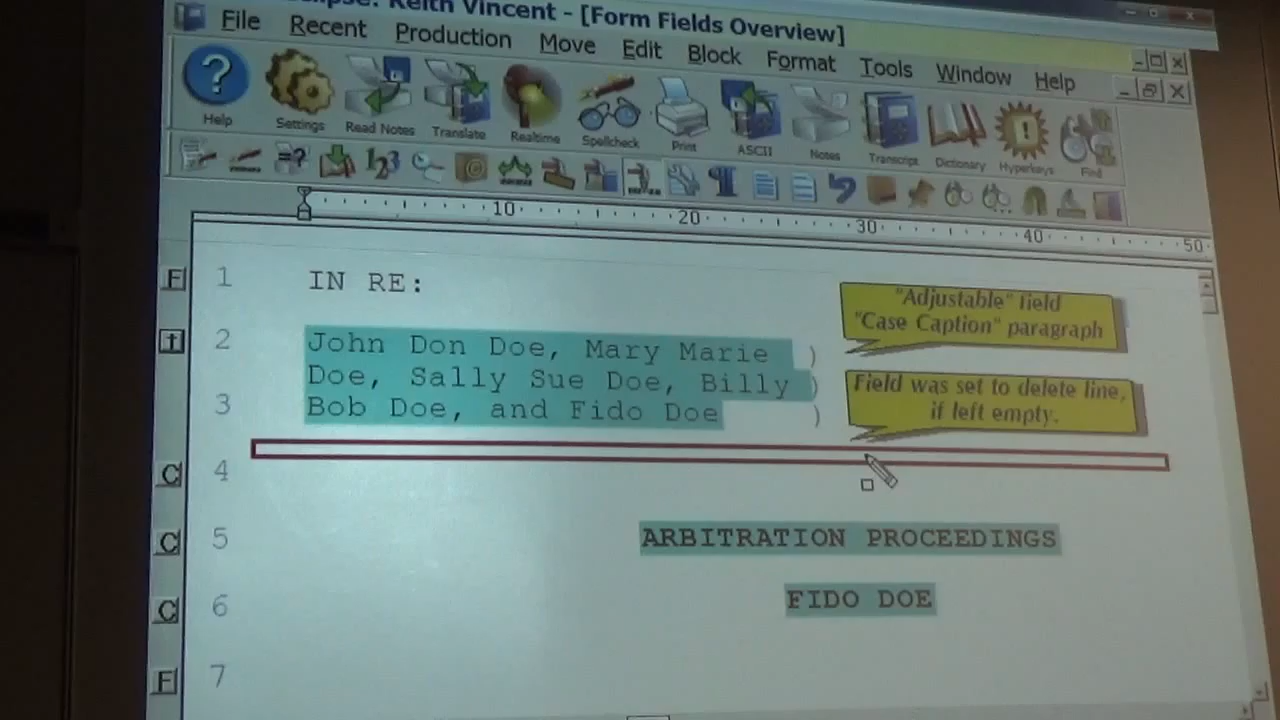 Keith Vincent - [Form Fields Overview]
File Recent Production Move Edit Block Format Tools Window Help
Help Settings Read Notes Translate Realtime Spellcheck Print ASCII Notes Transcript Dictionary Hyperkeys Find
10 20 30 40 50
F 1 IN RE:
"Adjustable" field
"Case Caption" paragraph
t 2 John Don Doe, Mary Marie )
Doe, Sally Sue Doe, Billy )
3 Bob Doe, and Fido Doe )
Field was set to delete line,
if left empty.
C 4
C 5 ARBITRATION PROCEEDINGS
C 6 FIDO DOE
F 7